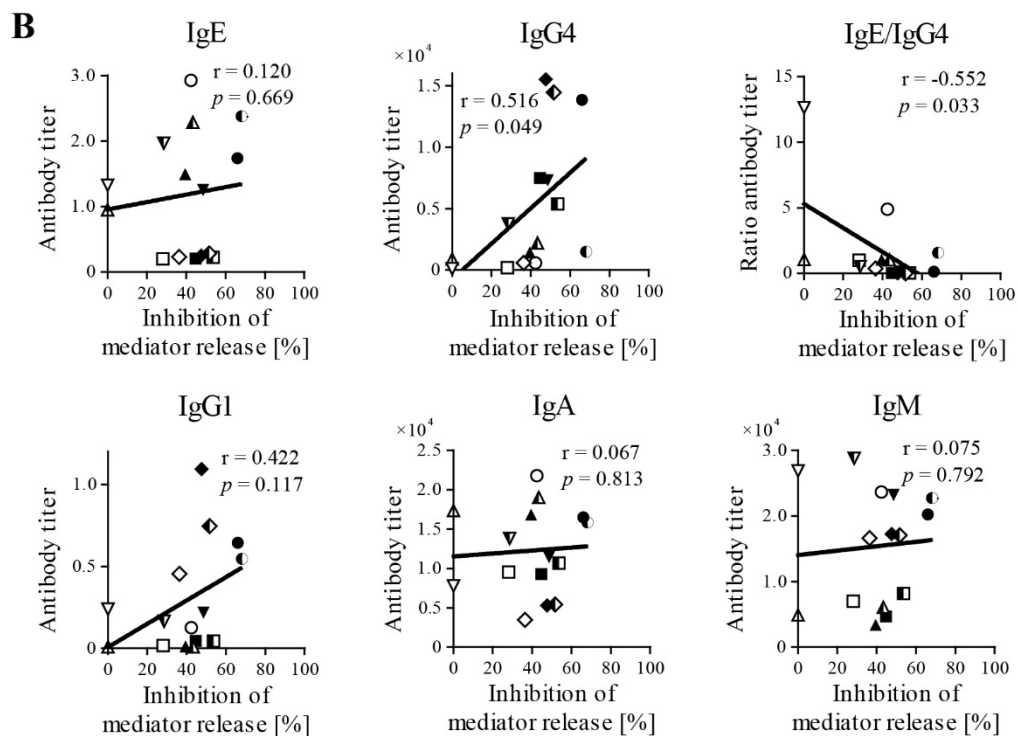 B
IgE
r = 0.120
p = 0.669
3.0
2.0
1.0
0
Antibody titer
0 20 40 60 80 100
Inhibition of
mediator release [%]
IgG4
×10⁴
r = 0.516
p = 0.049
1.5
1.0
0.5
0
Antibody titer
0 20 40 60 80 100
Inhibition of
mediator release [%]
IgE/IgG4
r = -0.552
p = 0.033
15
10
5
0
Ratio antibody titer
0 20 40 60 80 100
Inhibition of
mediator release [%]
IgG1
r = 0.422
p = 0.117
1.0
0.5
0
Antibody titer
0 20 40 60 80 100
Inhibition of
mediator release [%]
IgA
×10⁴
r = 0.067
p = 0.813
2.5
2.0
1.5
1.0
0.5
0
Antibody titer
0 20 40 60 80 100
Inhibition of
mediator release [%]
IgM
×10⁴
r = 0.075
p = 0.792
3.0
2.0
1.0
0
Antibody titer
0 20 40 60 80 100
Inhibition of
mediator release [%]